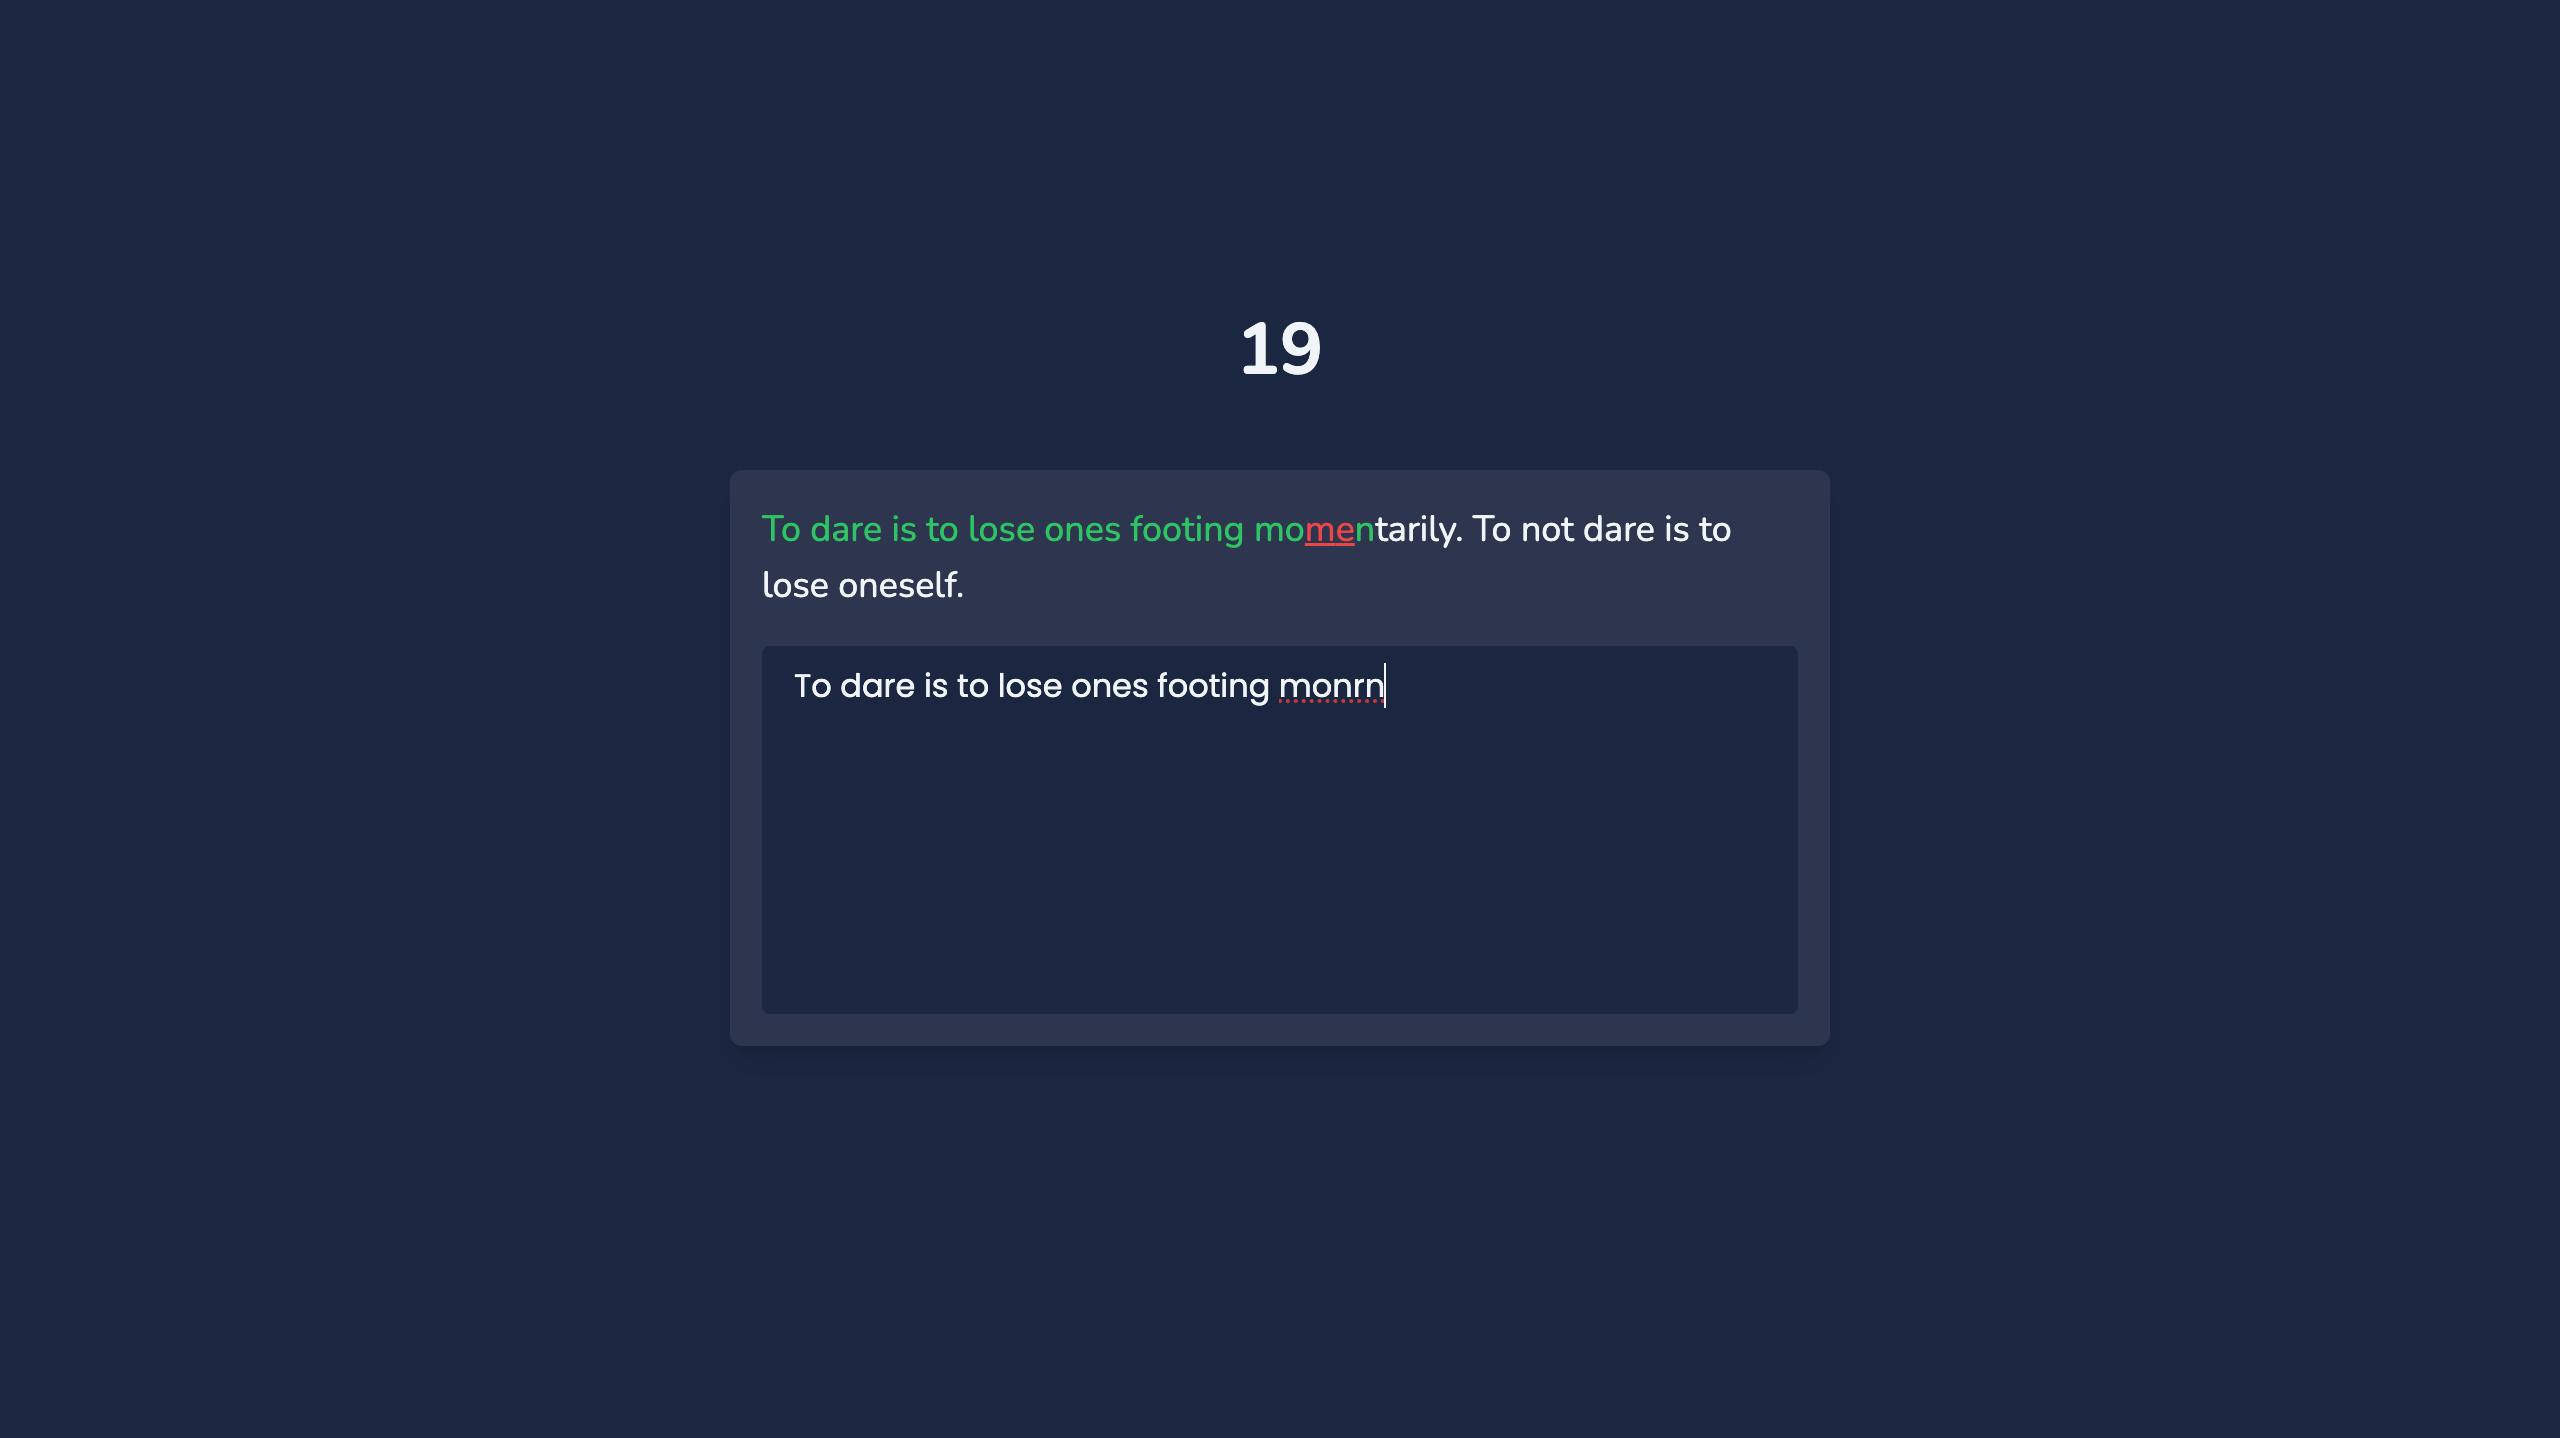 19
To dare is to lose ones footing momentarily. To not dare is to
lose oneself.
To dare is to lose ones footing monrn